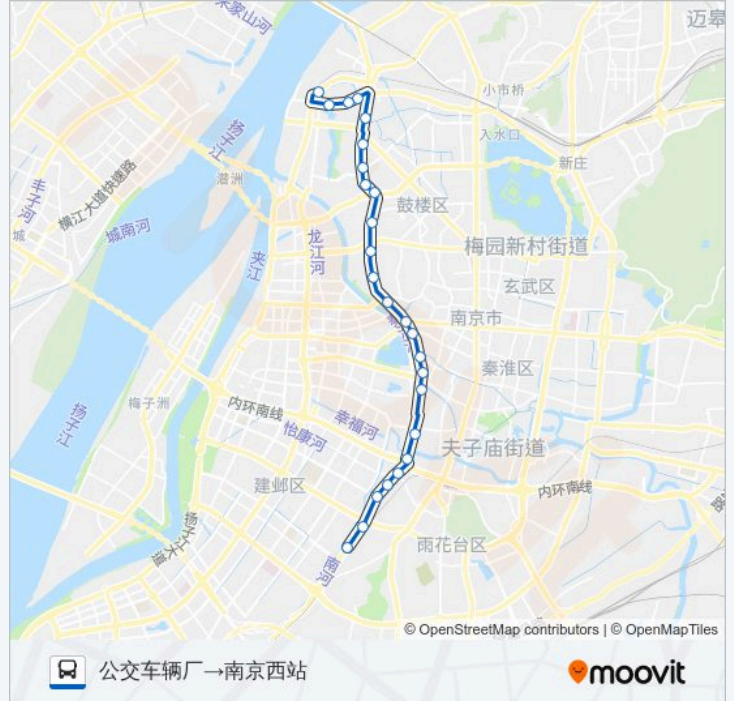 朱家山河
迈皋
小市桥
入水口
扬子江
新庄
潜洲
丰子河
横江大道快速路
鼓楼区
城
城南河
龙江河
夹江
梅园新村街道
玄武区
南京市
秦淮区
扬子江
梅子洲
内环南线
幸福河
怡康河
夫子庙街道
建邺区
内环南线
扬子江大道
雨花台区
南河
© OpenStreetMap contributors | © OpenMapTiles
公交车辆厂→南京西站
moovit